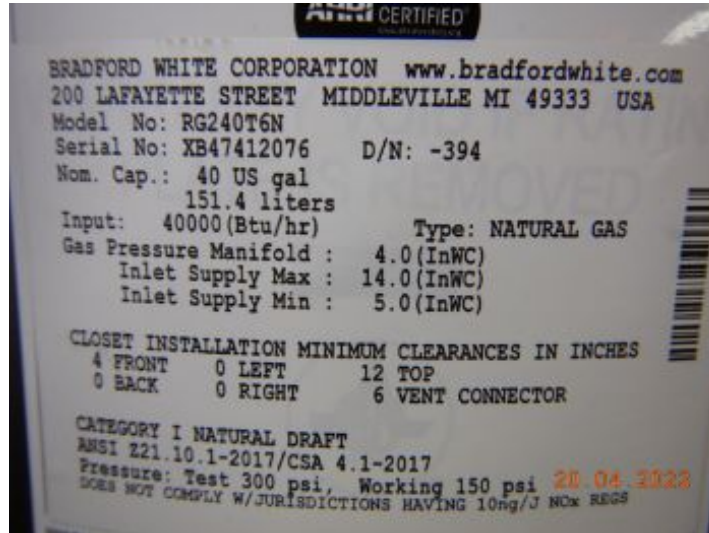 AHRI CERTIFIED
BRADFORD WHITE CORPORATION www.bradfordwhite.com
200 LAFAYETTE STREET MIDDLEVILLE MI 49333 USA
Model No: RG240T6N
Serial No: XB47412076 D/N: -394
Nom. Cap.: 40 US gal
151.4 liters
Input: 40000(Btu/hr) Type: NATURAL GAS
Gas Pressure Manifold : 4.0(InWC)
Inlet Supply Max : 14.0(InWC)
Inlet Supply Min : 5.0(InWC)
CLOSET INSTALLATION MINIMUM CLEARANCES IN INCHES
4 FRONT 0 LEFT 12 TOP
0 BACK 0 RIGHT 6 VENT CONNECTOR
CATEGORY I NATURAL DRAFT
ANSI Z21.10.1-2017/CSA 4.1-2017
Pressure: Test 300 psi, Working 150 psi
DOES NOT COMPLY W/JURISDICTIONS HAVING 10ng/J NOx REGS